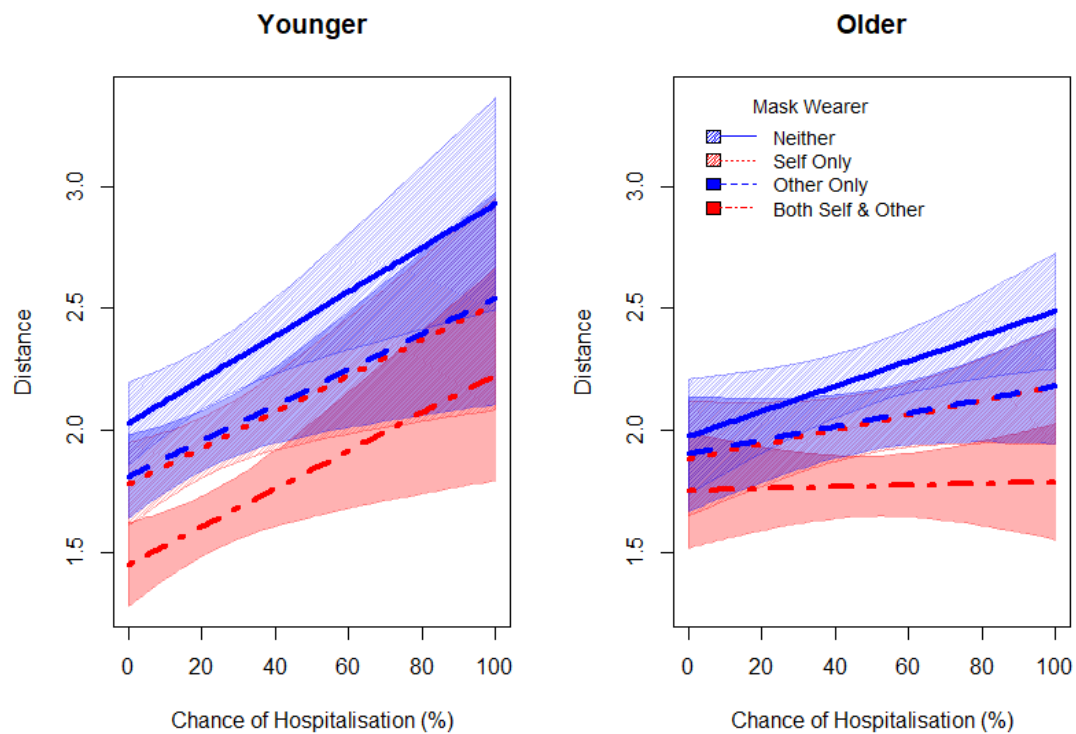 Younger
Older
Distance
3.0
2.5
2.0
1.5
0 20 40 60 80 100
Chance of Hospitalisation (%)
Distance
3.0
2.5
2.0
1.5
Mask Wearer
Neither
Self Only
Other Only
Both Self & Other
0 20 40 60 80 100
Chance of Hospitalisation (%)